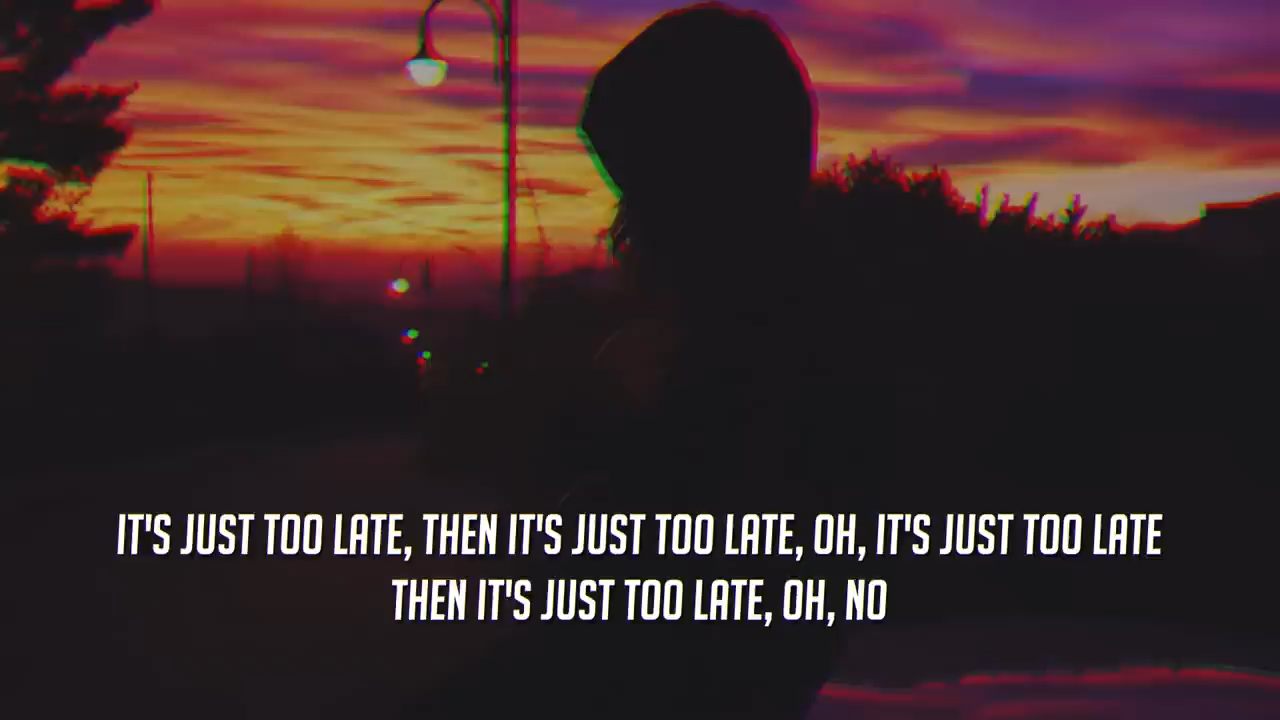 IT'S JUST TOO LATE, THEN IT'S JUST TOO LATE, OH, IT'S JUST TOO LATE
THEN IT'S JUST TOO LATE, OH, NO